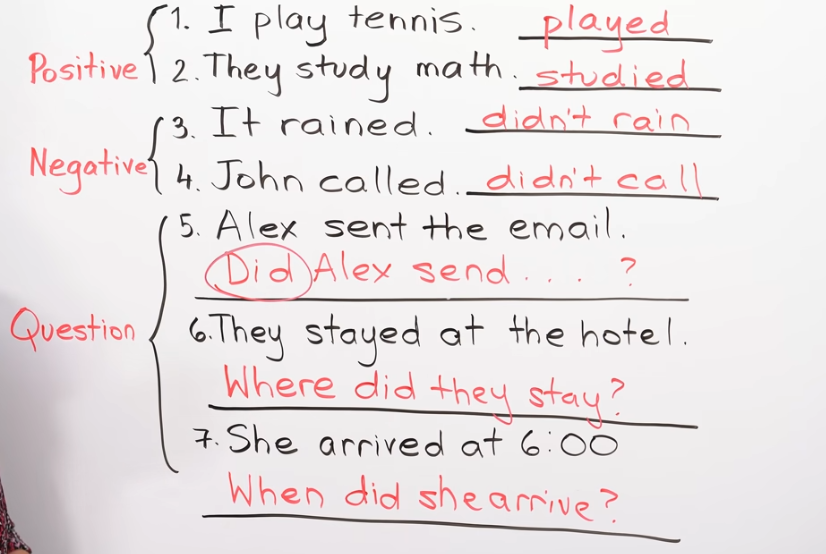 1. I play tennis. played
Positive 2. They study math. studied
3. It rained. didn't rain
Negative 4. John called. didn't call
5. Alex sent the email.
Did Alex send . . . ?
Question 6. They stayed at the hotel.
Where did they stay?
7. She arrived at 6:00
When did she arrive?